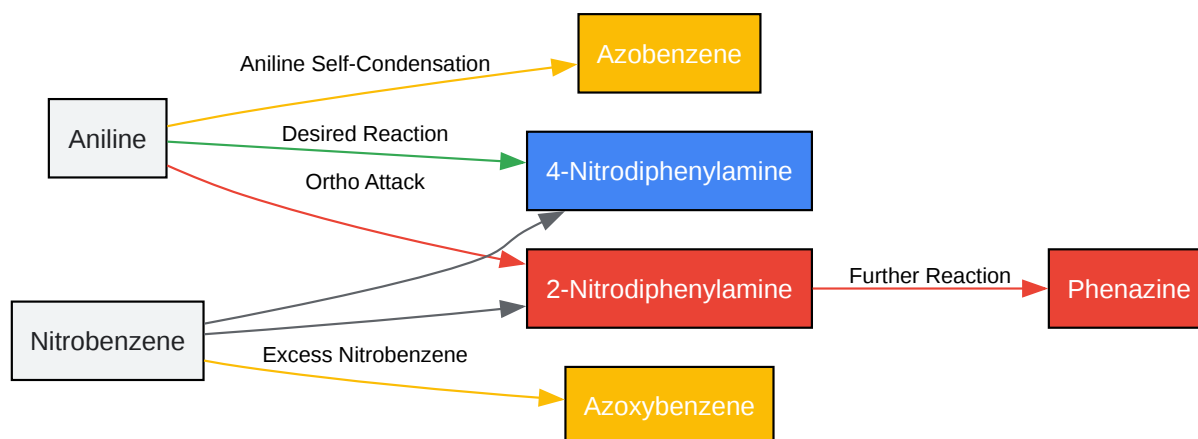 Azobenzene
Aniline Self-Condensation
Aniline
Desired Reaction
4-Nitrodiphenylamine
Ortho Attack
2-Nitrodiphenylamine
Further Reaction
Phenazine
Nitrobenzene
Excess Nitrobenzene
Azoxybenzene